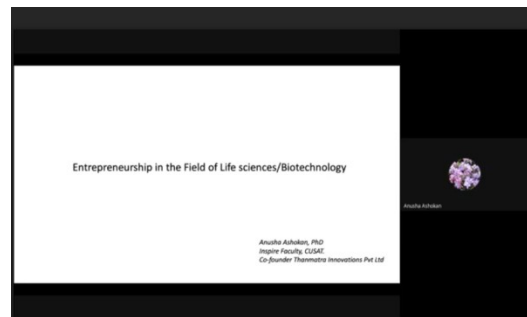 Entrepreneurship in the Field of Life sciences/Biotechnology
Anusha Ashokan, PhD
Inspire Faculty, CUSAT.
Co-founder Thanmatra Innovations Pvt Ltd
Anusha Ashokan